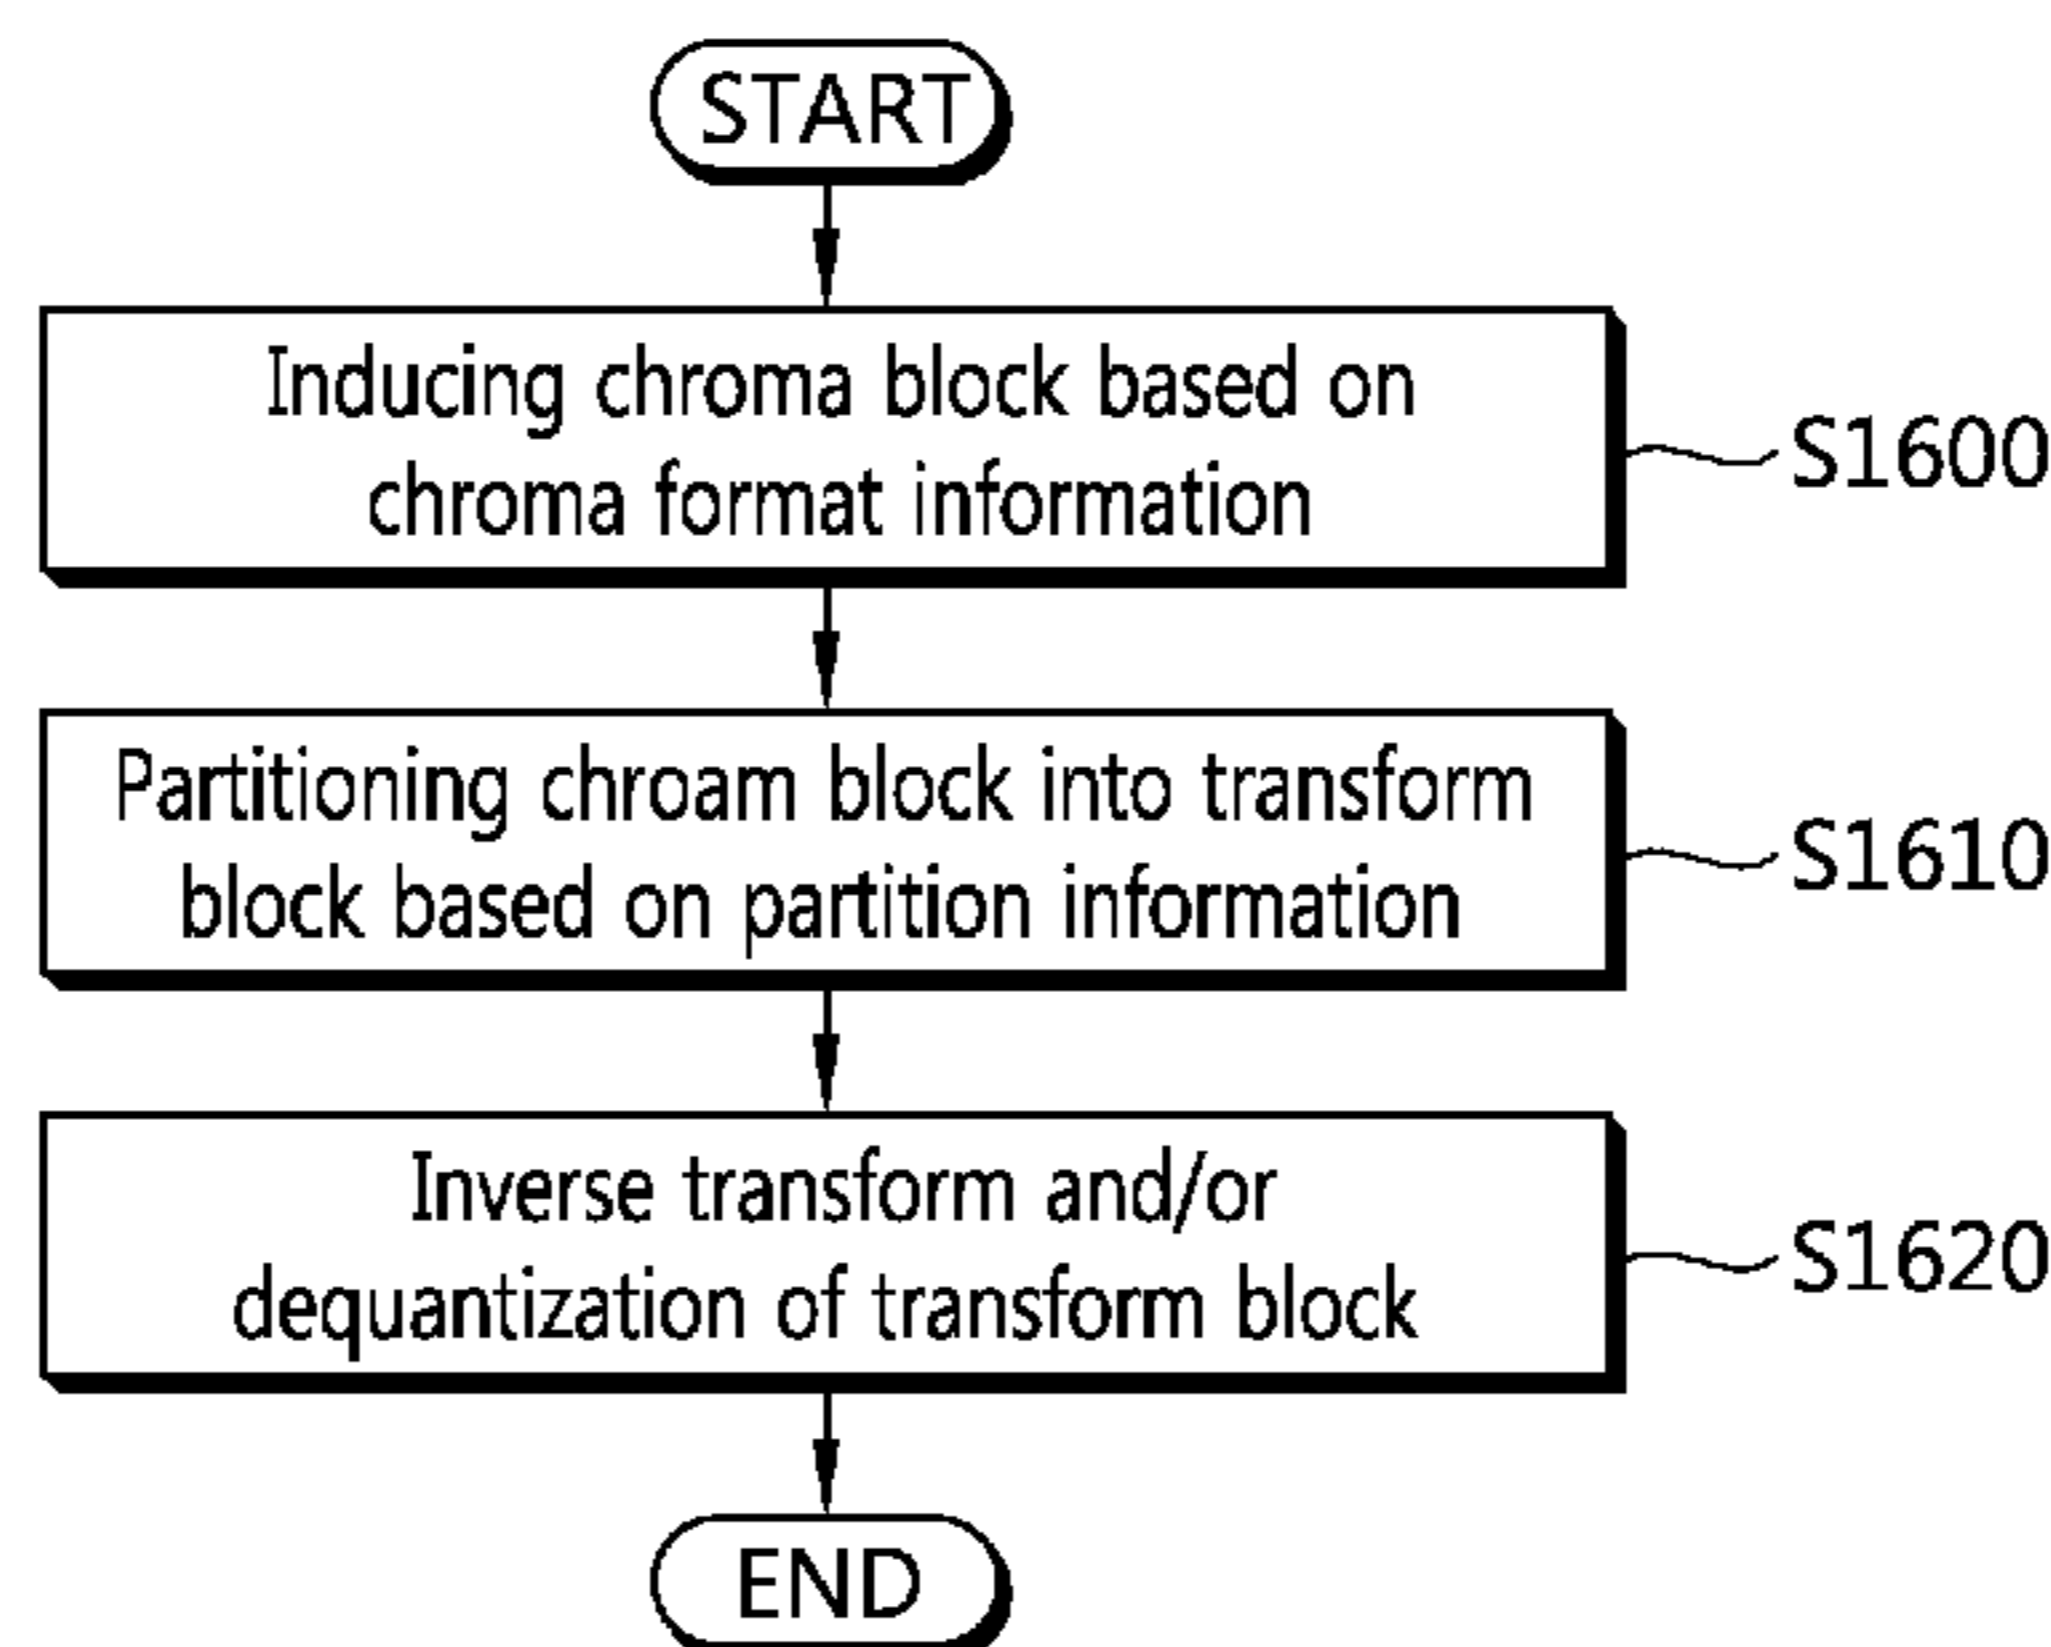 START
Inducing chroma block based on
chroma format information
S1600
Partitioning chroam block into transform
block based on partition information
S1610
Inverse transform and/or
dequantization of transform block
S1620
END